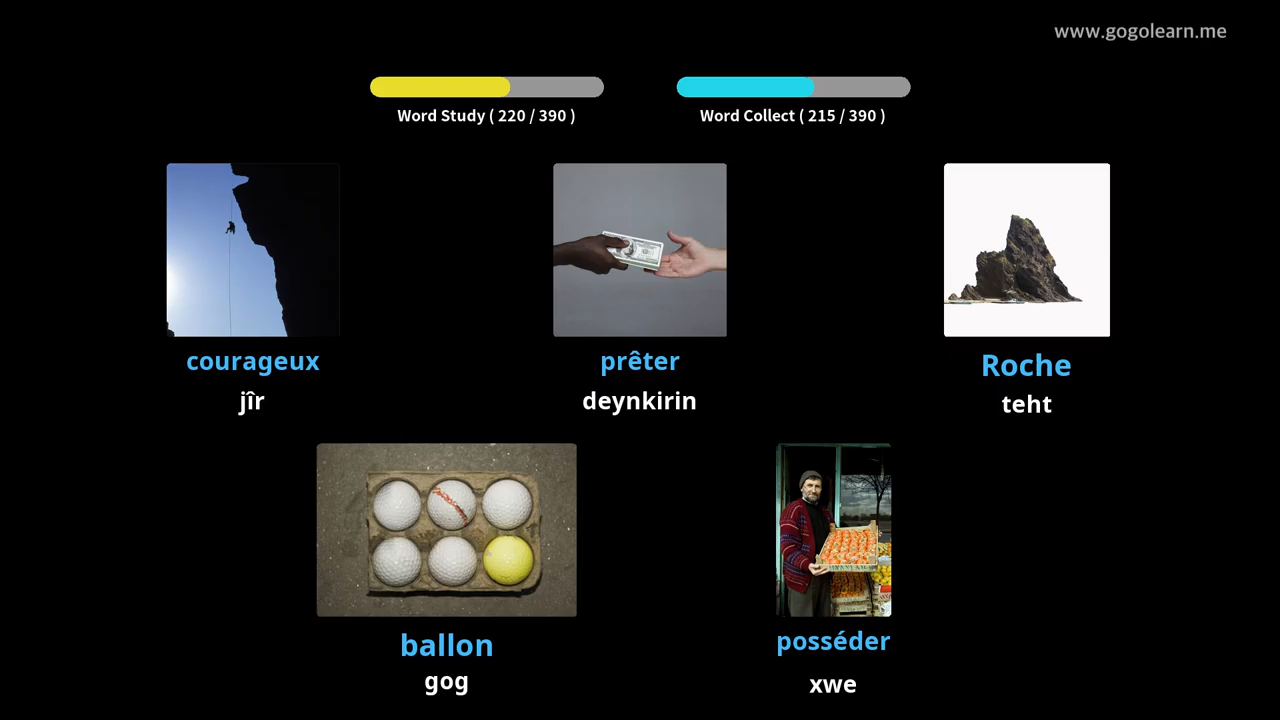 www.gogolearn.me
Word Study ( 220 / 390 )
Word Collect ( 215 / 390 )
courageux
jîr
prêter
deynkirin
Roche
teht
ballon
gog
posséder
xwe